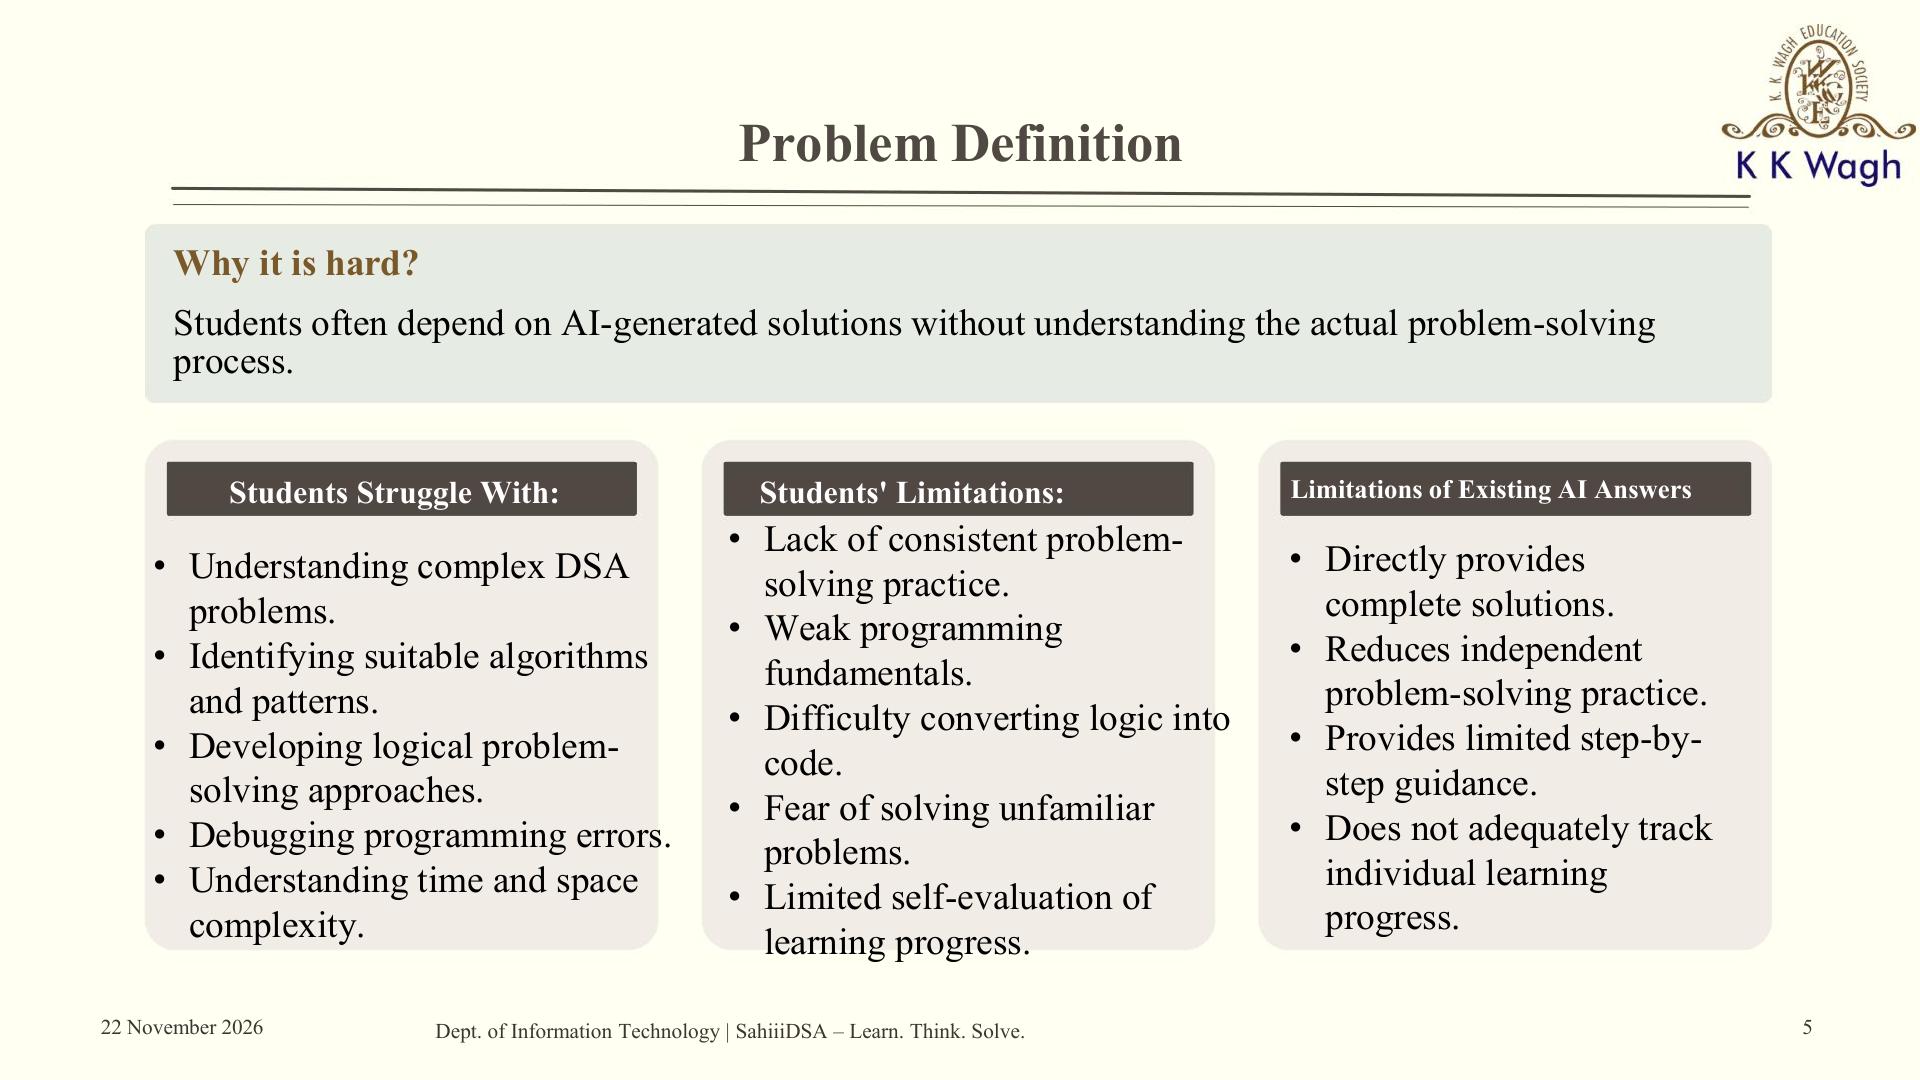 K. K. WAGH EDUCATION SOCIETY
K K Wagh
Problem Definition
Why it is hard?
Students often depend on AI-generated solutions without understanding the actual problem-solving
process.
Students Struggle With:
• Understanding complex DSA
problems.
• Identifying suitable algorithms
and patterns.
• Developing logical problem-
solving approaches.
• Debugging programming errors.
• Understanding time and space
complexity.
Students' Limitations:
• Lack of consistent problem-
solving practice.
• Weak programming
fundamentals.
• Difficulty converting logic into
code.
• Fear of solving unfamiliar
problems.
• Limited self-evaluation of
learning progress.
Limitations of Existing AI Answers
• Directly provides
complete solutions.
• Reduces independent
problem-solving practice.
• Provides limited step-by-
step guidance.
• Does not adequately track
individual learning
progress.
22 November 2026
Dept. of Information Technology | SahiiiDSA – Learn. Think. Solve.
5